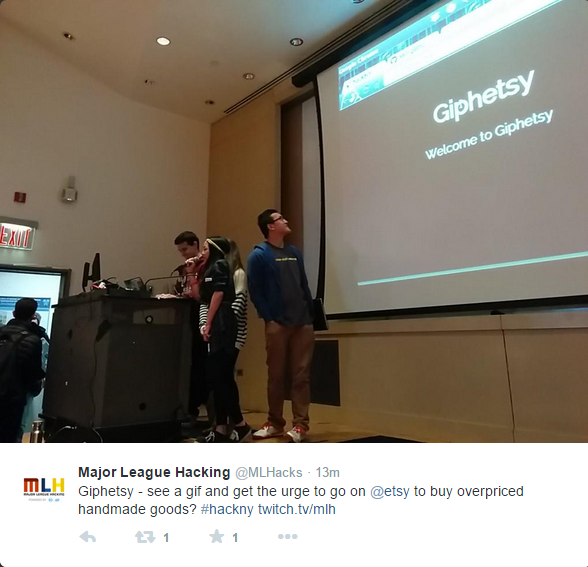 Giphetsy
Welcome to Giphetsy
EXIT
MLH
MAJOR LEAGUE HACKING
Major League Hacking @MLHacks · 13m
Giphetsy - see a gif and get the urge to go on @etsy to buy overpriced
handmade goods? #hackny twitch.tv/mlh
1
1